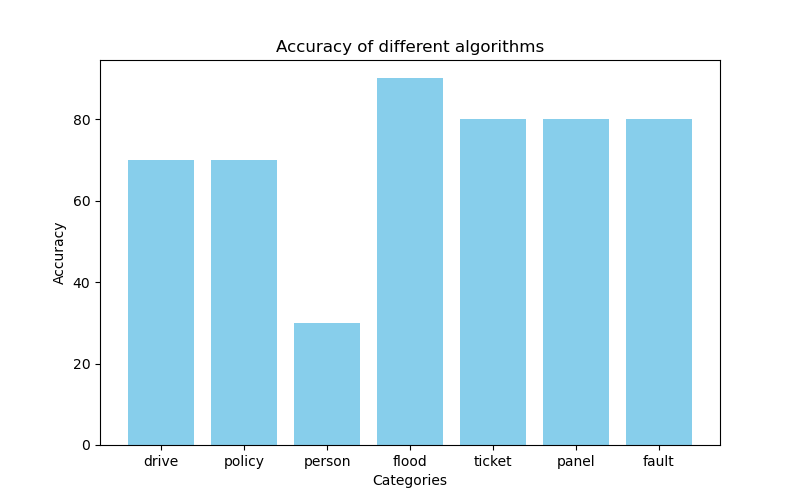 Accuracy of different algorithms
Accuracy
80
60
40
20
0
drive policy person flood ticket panel fault
Categories